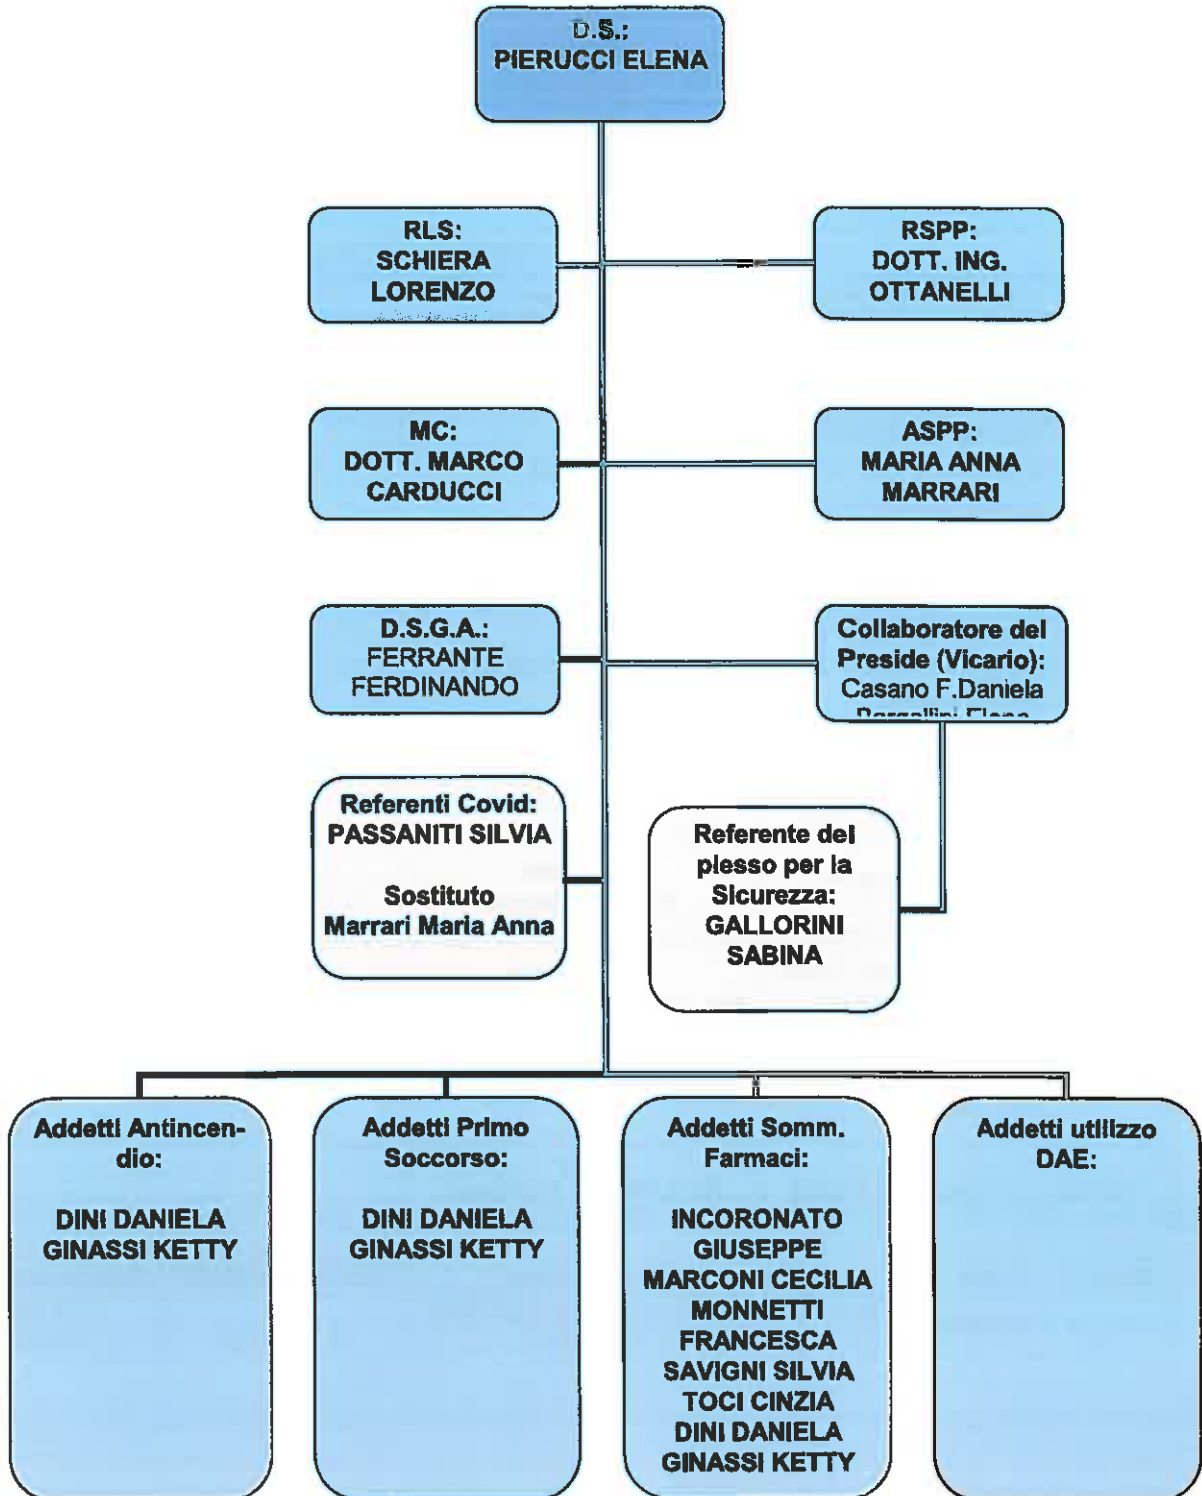 D.S.:
PIERUCCI ELENA
RLS:
SCHIERA
LORENZO
RSPP:
DOTT. ING.
OTTANELLI
MC:
DOTT. MARCO
CARDUCCI
ASPP:
MARIA ANNA
MARRARI
D.S.G.A.:
FERRANTE
FERDINANDO
Collaboratore del
Preside (Vicario):
Casano F.Daniela
Elena
Referenti Covid:
PASSANITI SILVIA
Sostituto
Marrari Maria Anna
Referente del
plesso per la
Sicurezza:
GALLORINI
SABINA
Addetti Antincen-
dio:
DINI DANIELA
GINASSI KETTY
Addetti Primo
Soccorso:
DINI DANIELA
GINASSI KETTY
Addetti Somm.
Farmaci:
INCORONATO
GIUSEPPE
MARCONI CECILIA
MONNETTI
FRANCESCA
SAVIGNI SILVIA
TOCI CINZIA
DINI DANIELA
GINASSI KETTY
Addetti utilizzo
DAE: